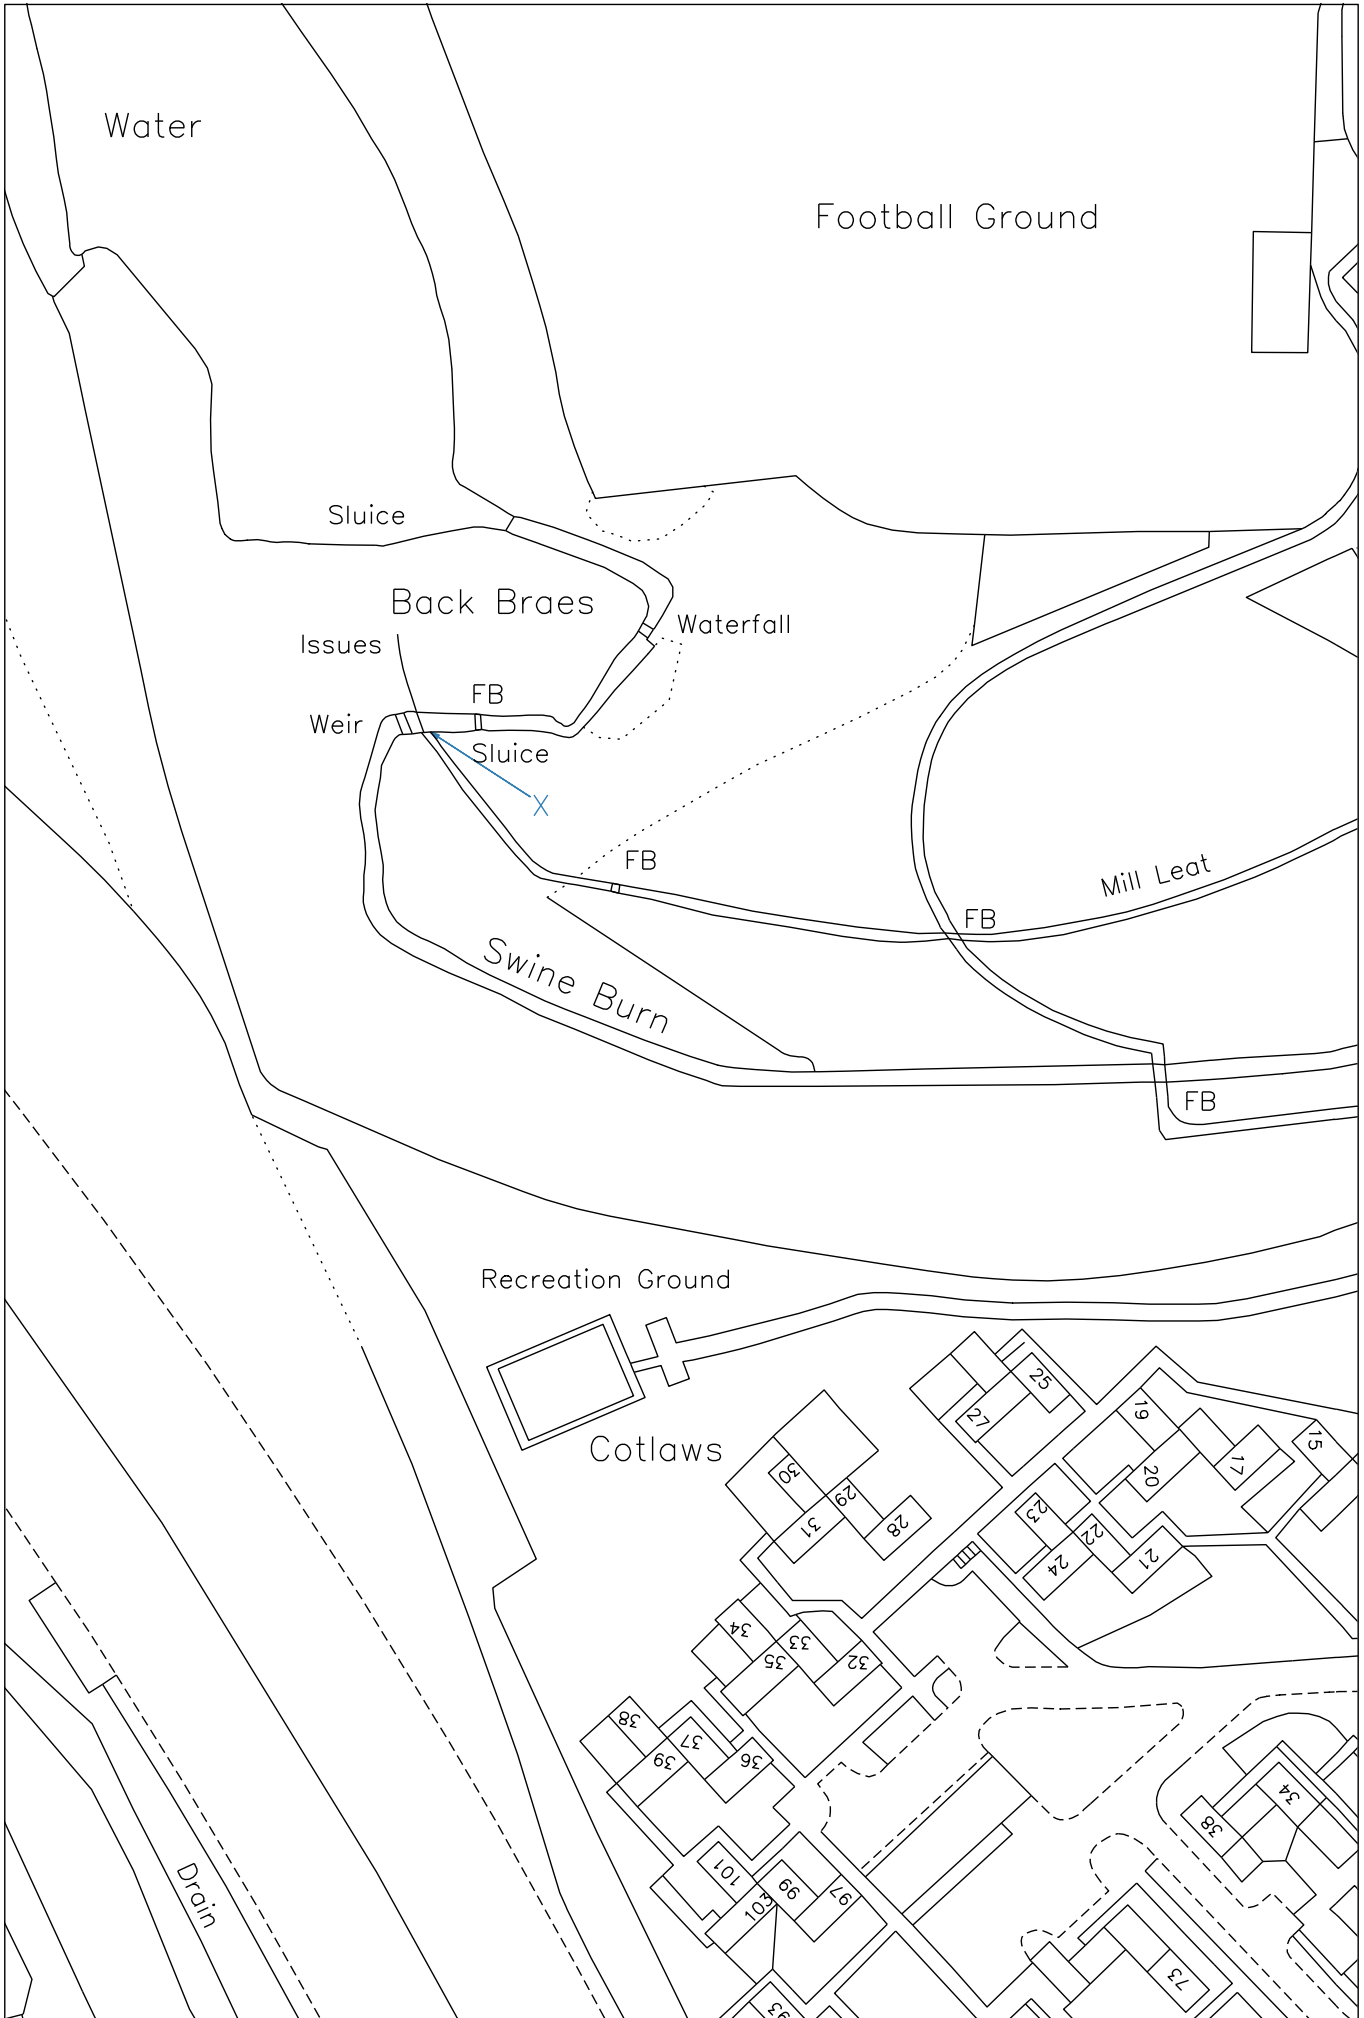 Water
Football Ground
Sluice
Back Braes
Waterfall
Issues
FB
Weir
Sluice
X
FB
Mill Leat
FB
Swine Burn
FB
Recreation Ground
25
19
27
15
Cotlaws
17
30
20
29
23
31
28
22
24
21
34
33
35
32
38
37
39
36
34
38
101
99
97
103
Drain
73
93